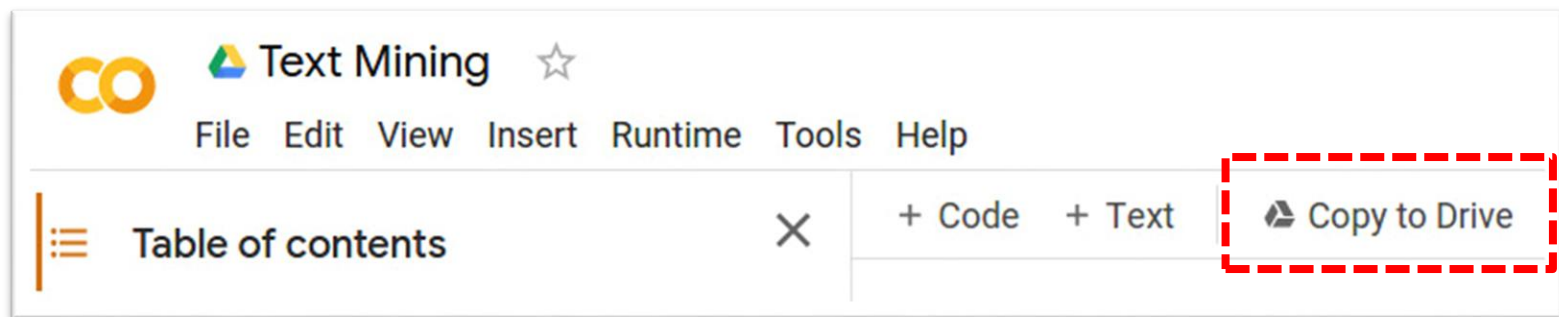 CO
Text Mining
File Edit View Insert Runtime Tools Help
Table of contents
+ Code + Text Copy to Drive